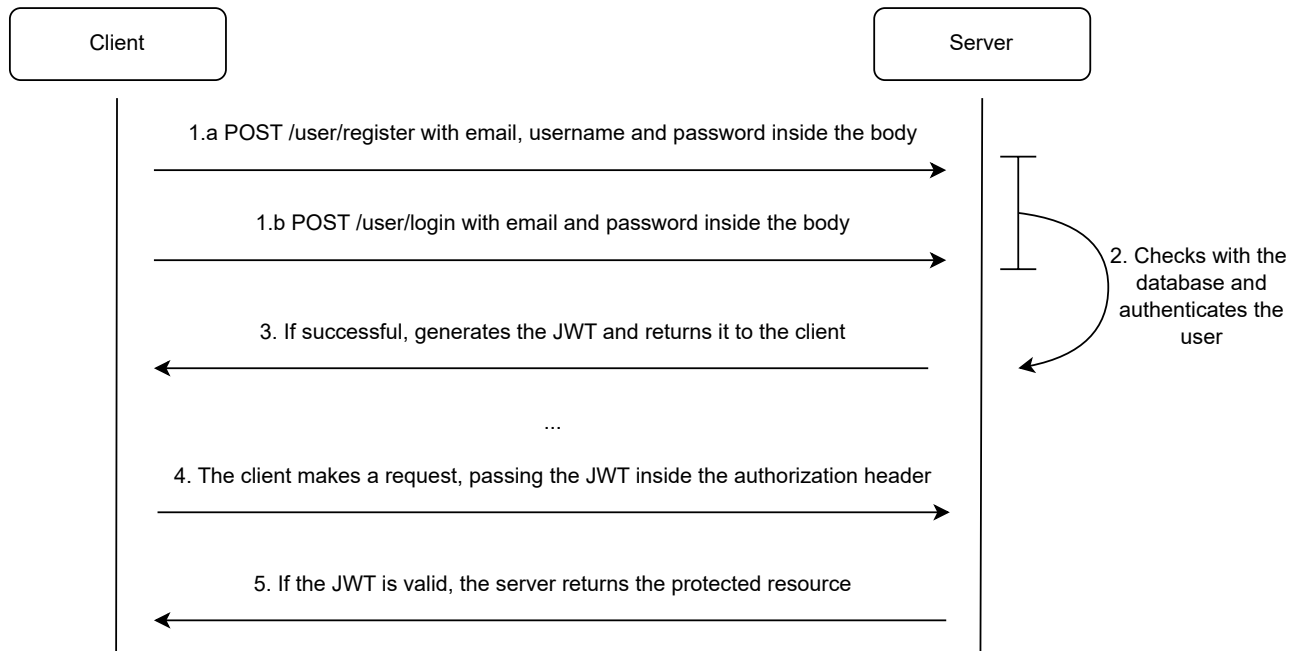 Client
Server
1.a POST /user/register with email, username and password inside the body
1.b POST /user/login with email and password inside the body
2. Checks with the
database and
authenticates the
user
3. If successful, generates the JWT and returns it to the client
...
4. The client makes a request, passing the JWT inside the authorization header
5. If the JWT is valid, the server returns the protected resource